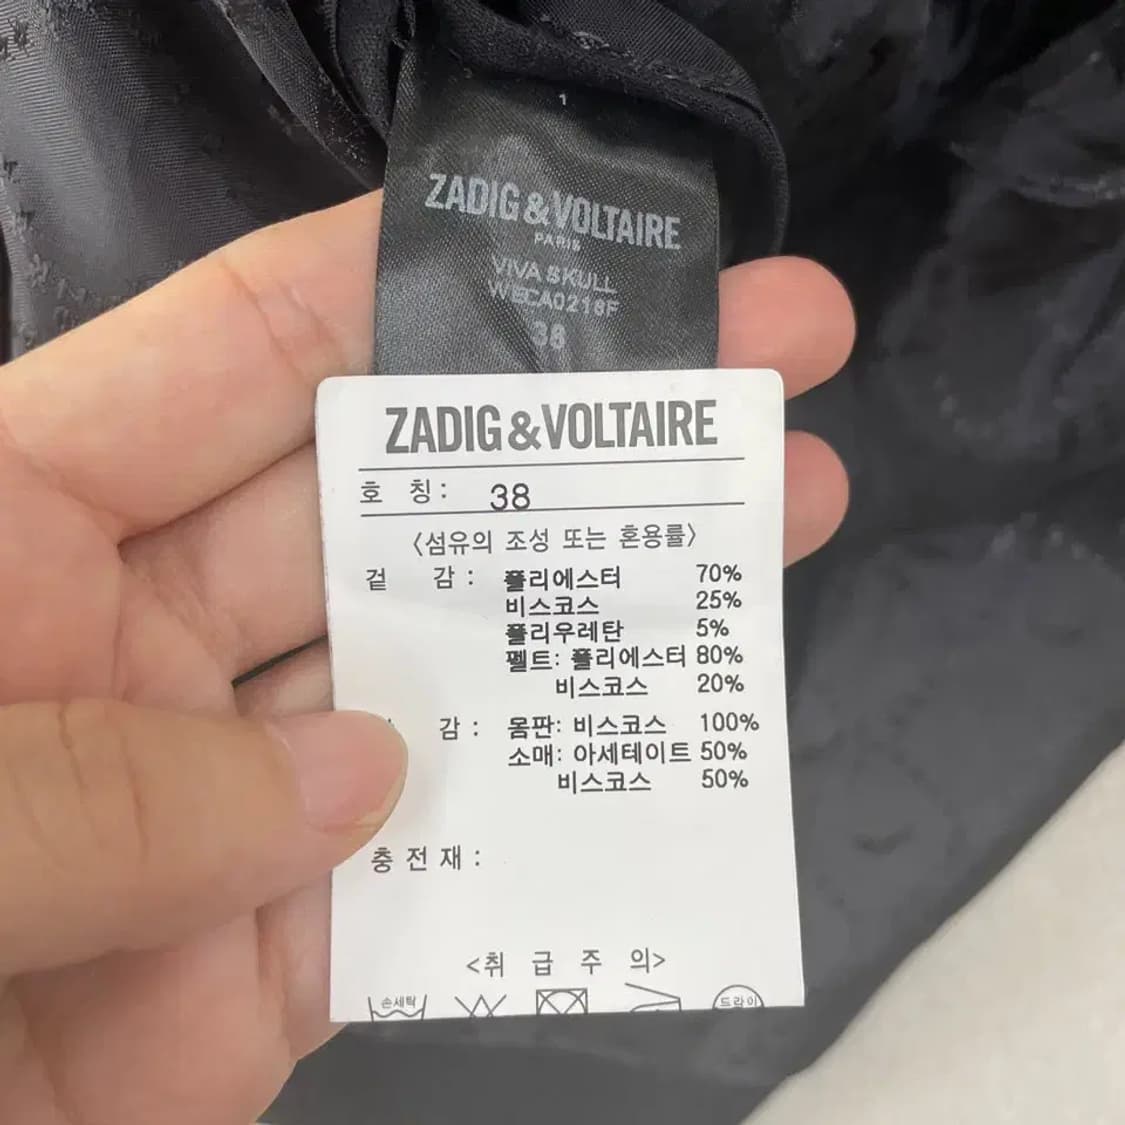 1
ZADIG & VOLTAIRE
PARIS
VIVA SKULL
WBCA0216F
38
ZADIG & VOLTAIRE
호 칭: 38
<섬유의 조성 또는 혼용률>
겉 감: 폴리에스터 70%
비스코스 25%
폴리우레탄 5%
펠트: 폴리에스터 80%
비스코스 20%
감: 몸판: 비스코스 100%
소매: 아세테이트 50%
비스코스 50%
충 전 재:
<취 급 주 의>
손세탁
드라이